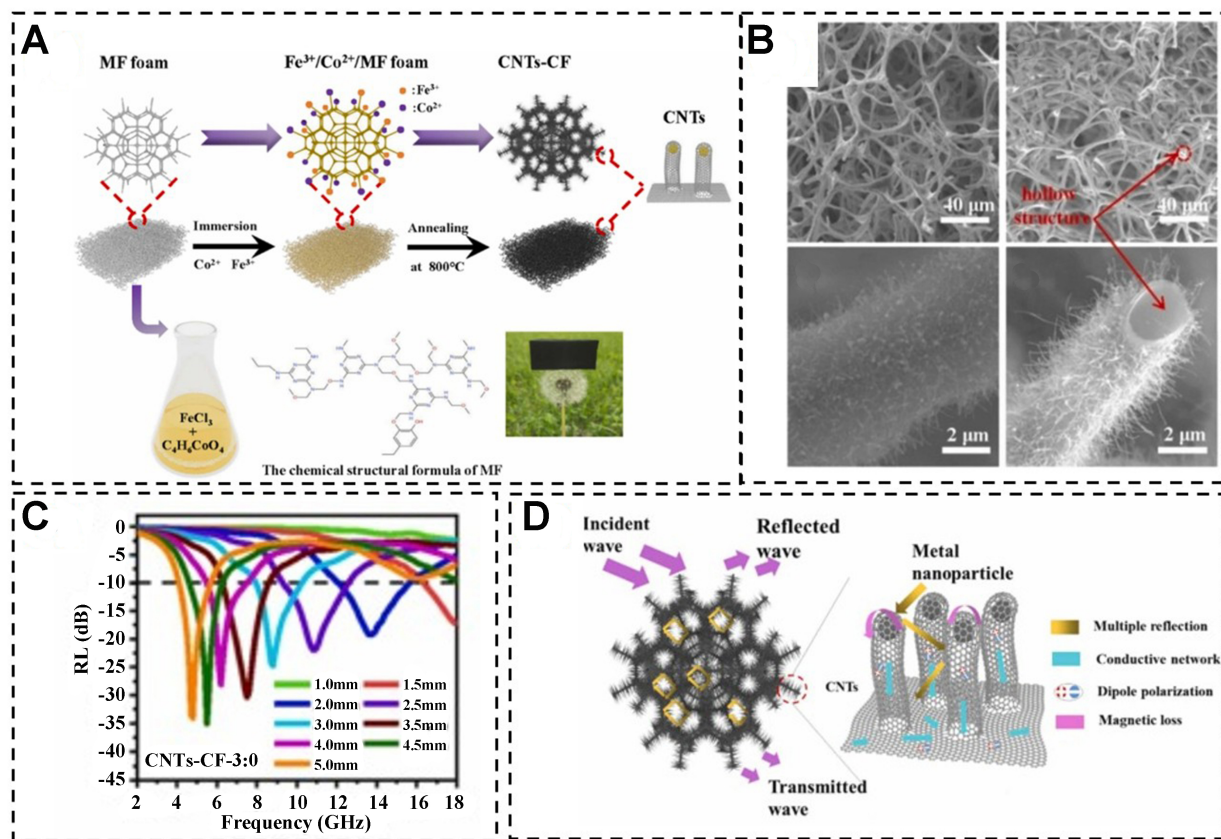 A
MF foam
Fe³⁺/Co²⁺/MF foam
CNTs-CF
:Fe³⁺
:Co²⁺
CNTs
Immersion
Co²⁺ Fe³⁺
Annealing
at 800°C
FeCl₃
+
C₄H₆CoO₄
The chemical structural formula of MF
B
40 μm
40 μm
hollow
structure
2 μm
2 μm
C
RL (dB)
0
-5
-10
-15
-20
-25
-30
-35
-40
-45
1.0mm
1.5mm
2.0mm
2.5mm
3.0mm
3.5mm
4.0mm
4.5mm
5.0mm
CNTs-CF-3:0
2 4 6 8 10 12 14 16 18
Frequency (GHz)
D
Incident
wave
Reflected
wave
Metal
nanoparticle
CNTs
Transmitted
wave
Multiple reflection
Conductive network
Dipole polarization
Magnetic loss